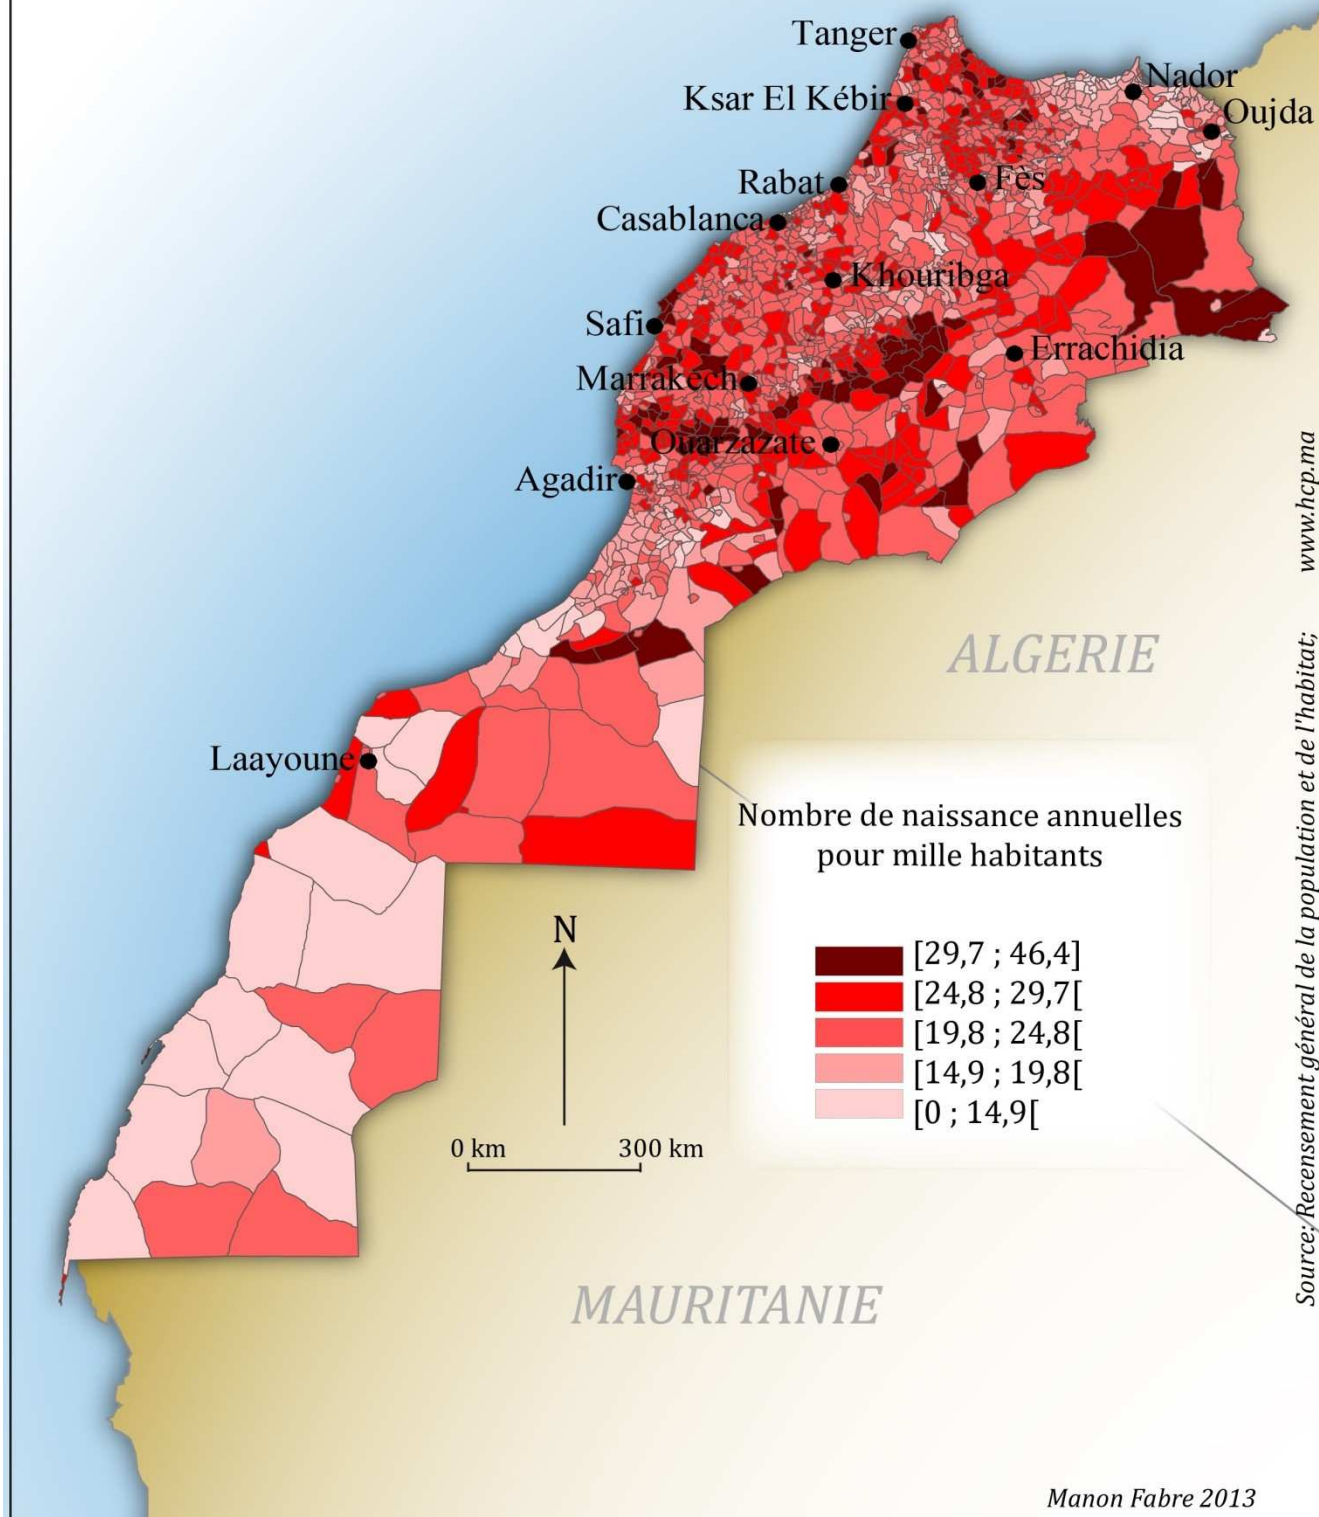 Tanger
Ksar El Kébir
Nador
Oujda
Rabat
Fès
Casablanca
Khouribga
Safi
Errachidia
Marrakech
Ouarzazate
Agadir
ALGERIE
Laayoune
Nombre de naissance annuelles
pour mille habitants
[29,7 ; 46,4]
[24,8 ; 29,7[
[19,8 ; 24,8[
[14,9 ; 19,8[
[0 ; 14,9[
N
0 km 300 km
MAURITANIE
Source: Recensement général de la population et de l'habitat; www.hcp.ma
Manon Fabre 2013